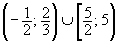 (-1/2; 2/3) ∪ [5/2; 5)